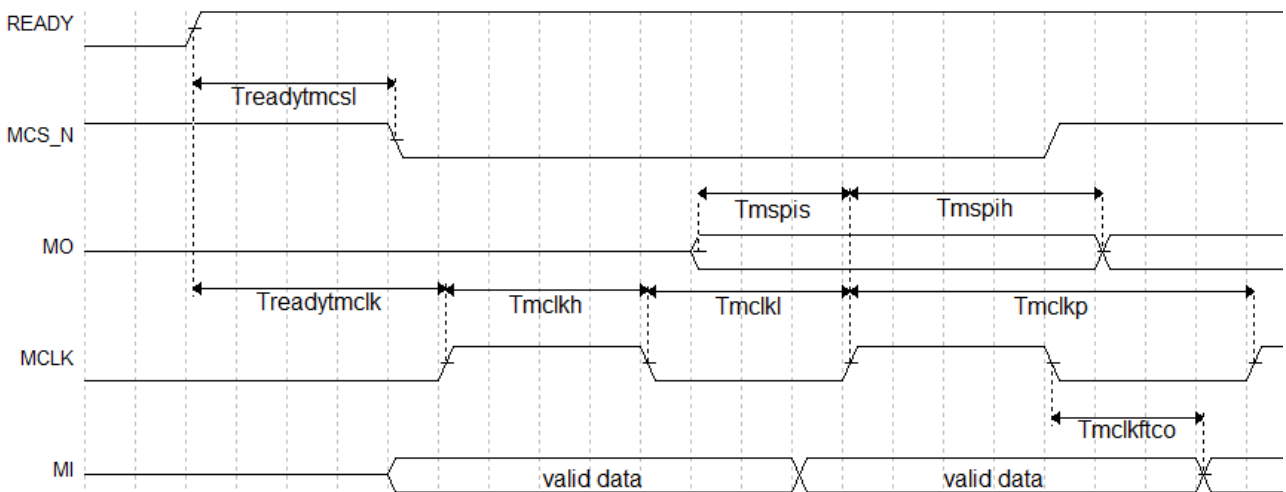 READY
Treadytmcsl
MCS_N
Tmspis
Tmspih
MO
Treadytmclk
Tmclkh
Tmclkl
Tmclkp
MCLK
Tmclkftco
MI
valid data
valid data